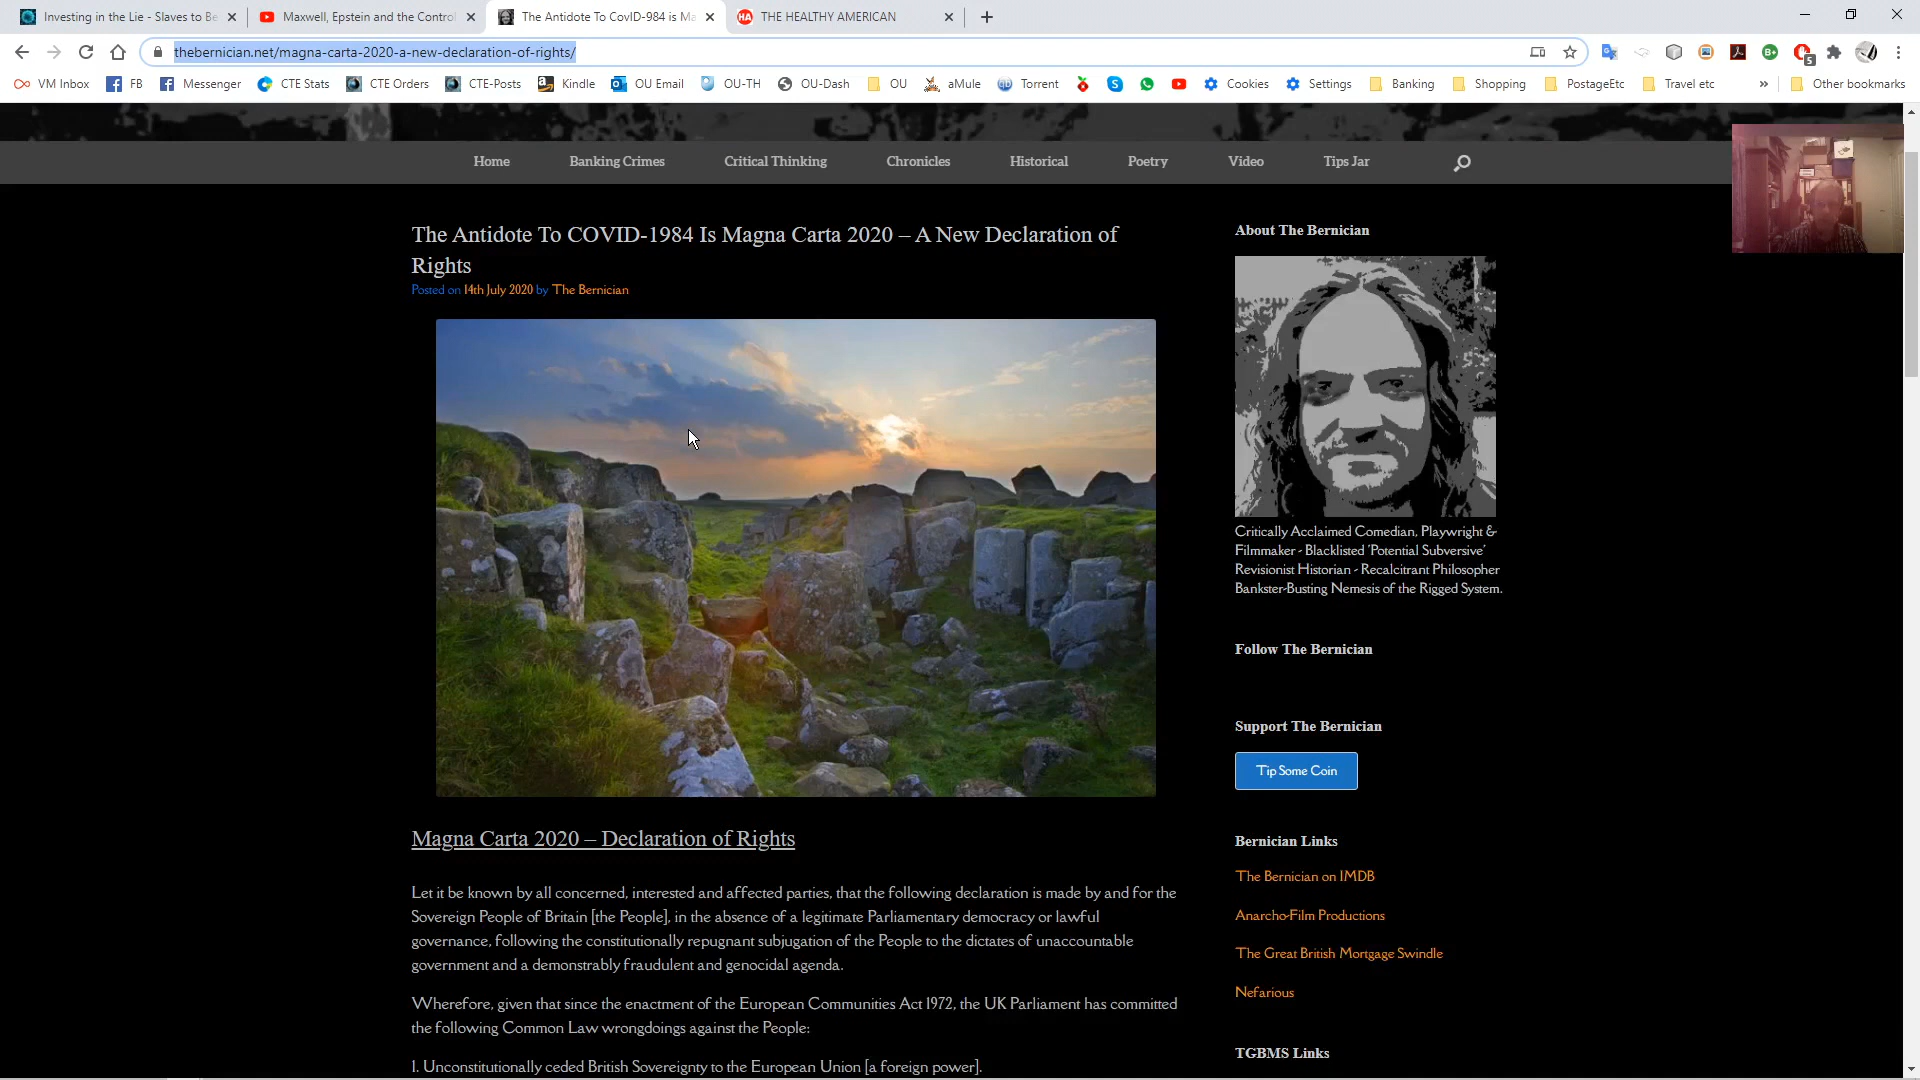 Investing in the Lie - Slaves to Be
Maxwell, Epstein and the Control
The Antidote To CovID-984 is Ma
THE HEALTHY AMERICAN
thebernician.net/magna-carta-2020-a-new-declaration-of-rights/
VM Inbox FB Messenger CTE Stats CTE Orders CTE-Posts Kindle OU Email OU-TH OU-Dash OU aMule Torrent Cookies Settings Banking Shopping PostageEtc Travel etc » Other bookmarks
Home Banking Crimes Critical Thinking Chronicles Historical Poetry Video Tips Jar
The Antidote To COVID-1984 Is Magna Carta 2020 – A New Declaration of
Rights
Posted on 14th July 2020 by The Bernician
Magna Carta 2020 – Declaration of Rights
Let it be known by all concerned, interested and affected parties, that the following declaration is made by and for the
Sovereign People of Britain [the People], in the absence of a legitimate Parliamentary democracy or lawful
governance, following the constitutionally repugnant subjugation of the People to the dictates of unaccountable
government and a demonstrably fraudulent and genocidal agenda.
Wherefore, given that since the enactment of the European Communities Act 1972, the UK Parliament has committed
the following Common Law wrongdoings against the People:
1. Unconstitutionally ceded British Sovereignty to the European Union [a foreign power].
About The Bernician
Critically Acclaimed Comedian, Playwright &
Filmmaker - Blacklisted 'Potential Subversive'
Revisionist Historian - Recalcitrant Philosopher
Bankster-Busting Nemesis of the Rigged System.
Follow The Bernician
Support The Bernician
Tip Some Coin
Bernician Links
The Bernician on IMDB
Anarcho-Film Productions
The Great British Mortgage Swindle
Nefarious
TGBMS Links